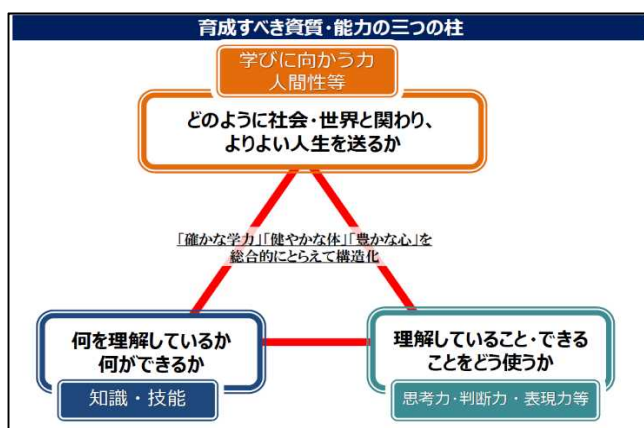 育成すべき資質・能力の三つの柱
学びに向かう力
人間性等
どのように社会・世界と関わり、
よりよい人生を送るか
「確かな学力」「健やかな体」「豊かな心」を
総合的にとらえて構造化
何を理解しているか
何ができるか
知識・技能
理解していること・できる
ことをどう使うか
思考力・判断力・表現力等